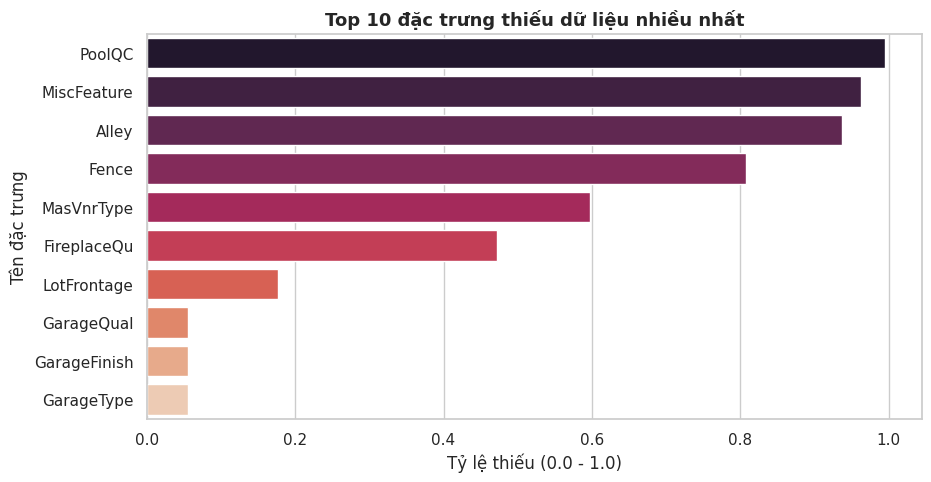 Top 10 đặc trưng thiếu dữ liệu nhiều nhất
Tên đặc trưng
PoolQC
MiscFeature
Alley
Fence
MasVnrType
FireplaceQu
LotFrontage
GarageQual
GarageFinish
GarageType
0.0 0.2 0.4 0.6 0.8 1.0
Tỷ lệ thiếu (0.0 - 1.0)